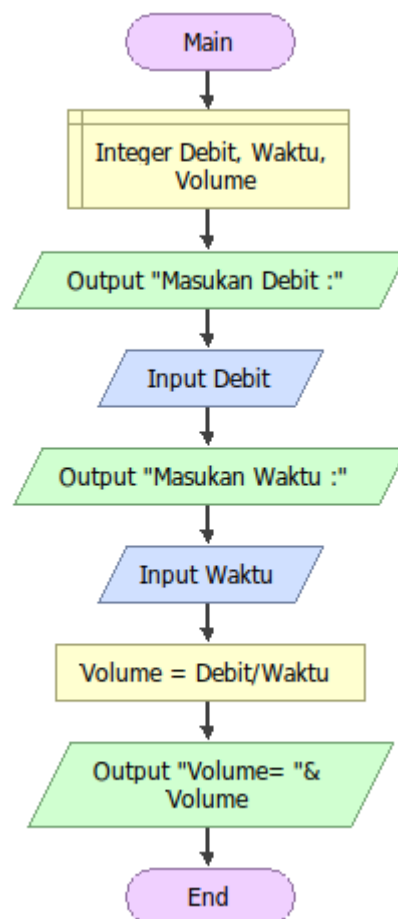 Main
Integer Debit, Waktu,
Volume
Output "Masukan Debit :"
Input Debit
Output "Masukan Waktu :"
Input Waktu
Volume = Debit/Waktu
Output "Volume= "&
Volume
End